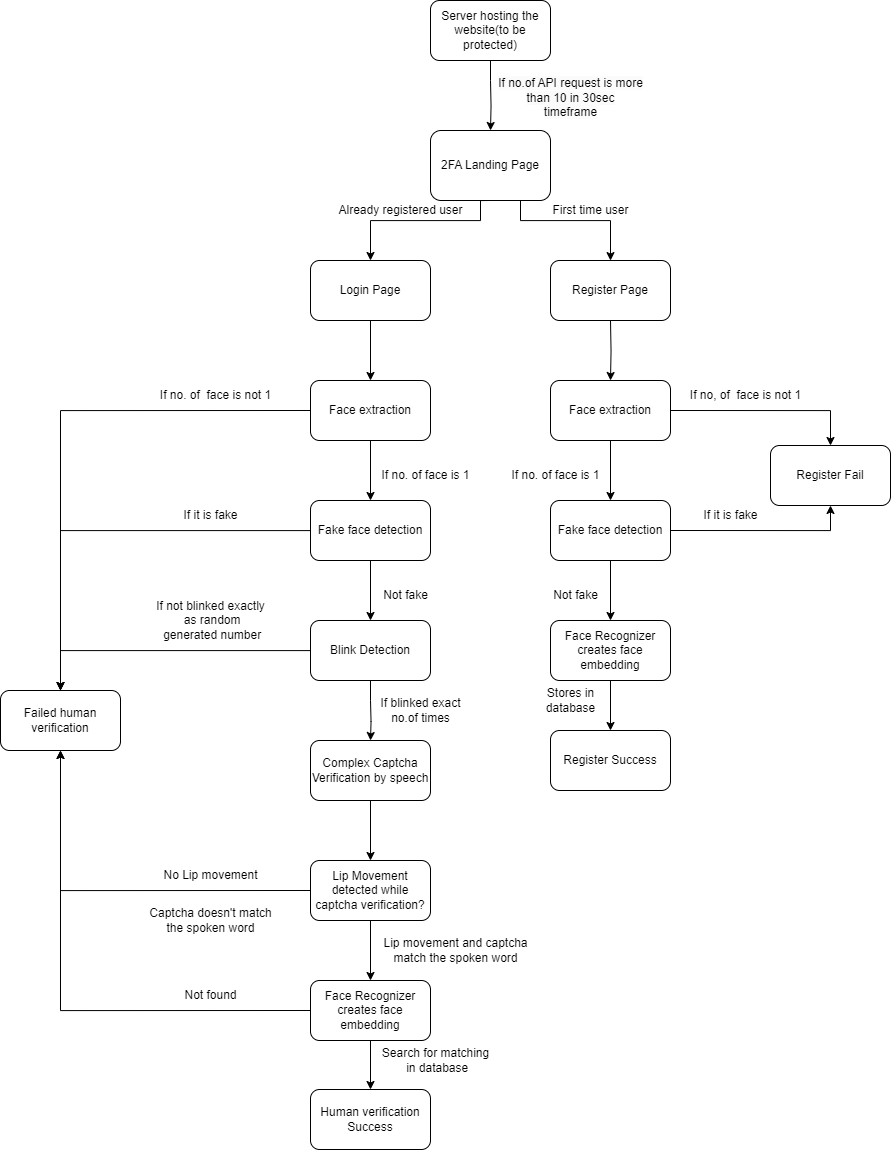 Server hosting the
website(to be
protected)
If no.of API request is more
than 10 in 30sec
timeframe
2FA Landing Page
Already registered user
First time user
Login Page
Register Page
If no. of  face is not 1
Face extraction
Face extraction
If no, of  face is not 1
If no. of face is 1
If no. of face is 1
Register Fail
If it is fake
Fake face detection
Fake face detection
If it is fake
Not fake
Not fake
If not blinked exactly
as random
generated number
Blink Detection
Face Recognizer
creates face
embedding
Failed human
verification
If blinked exact
no.of times
Stores in
database
Complex Captcha
Verification by speech
Register Success
No Lip movement
Lip Movement
detected while
captcha verification?
Captcha doesn't match
the spoken word
Lip movement and captcha
match the spoken word
Not found
Face Recognizer
creates face
embedding
Search for matching
in database
Human verification
Success